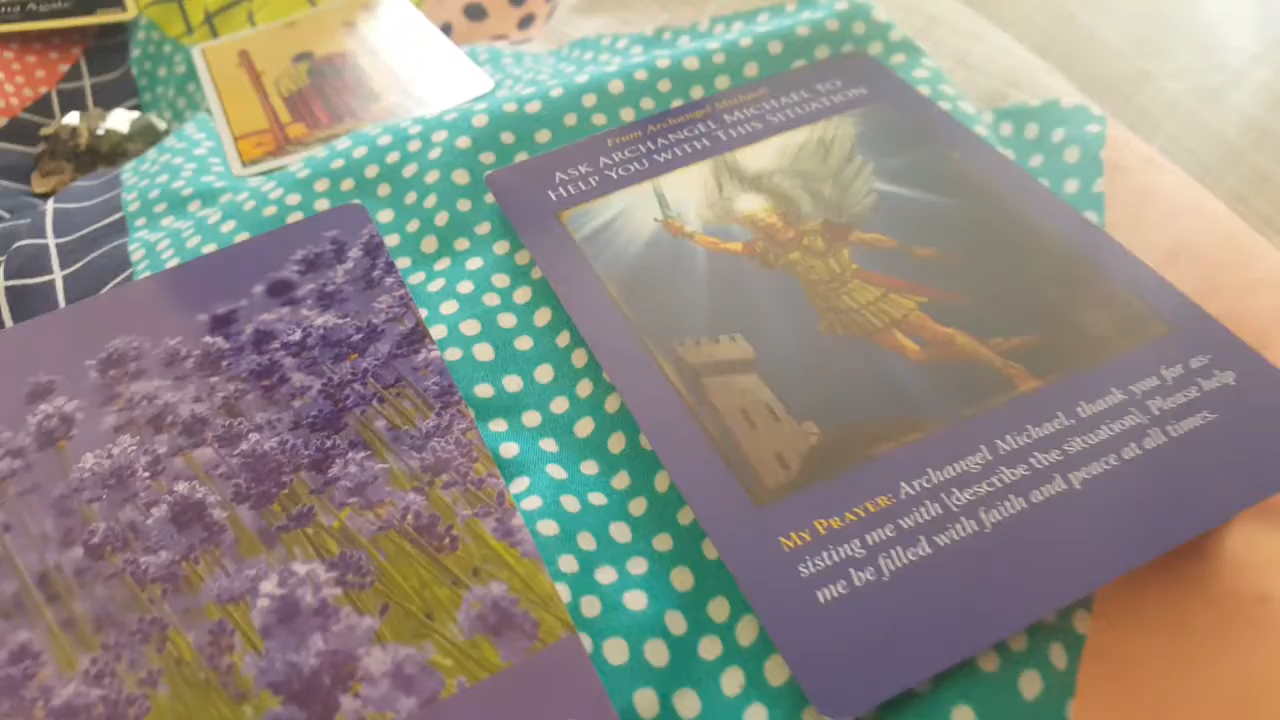 na Agate
From Archangel Michael
ASK ARCHANGEL MICHAEL TO
HELP YOU WITH THIS SITUATION
MY PRAYER: Archangel Michael, thank you for as-
sisting me with [describe the situation]. Please help
me be filled with faith and peace at all times.